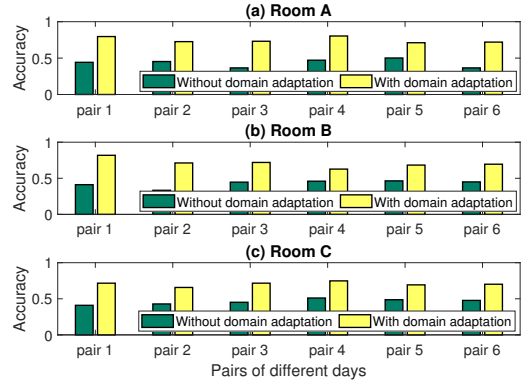 (a) Room A
1
0.5
0
Accuracy
Without domain adaptation With domain adaptation
pair 1 pair 2 pair 3 pair 4 pair 5 pair 6
(b) Room B
1
0.5
0
Accuracy
Without domain adaptation With domain adaptation
pair 1 pair 2 pair 3 pair 4 pair 5 pair 6
(c) Room C
1
0.5
0
Accuracy
Without domain adaptation With domain adaptation
pair 1 pair 2 pair 3 pair 4 pair 5 pair 6
Pairs of different days